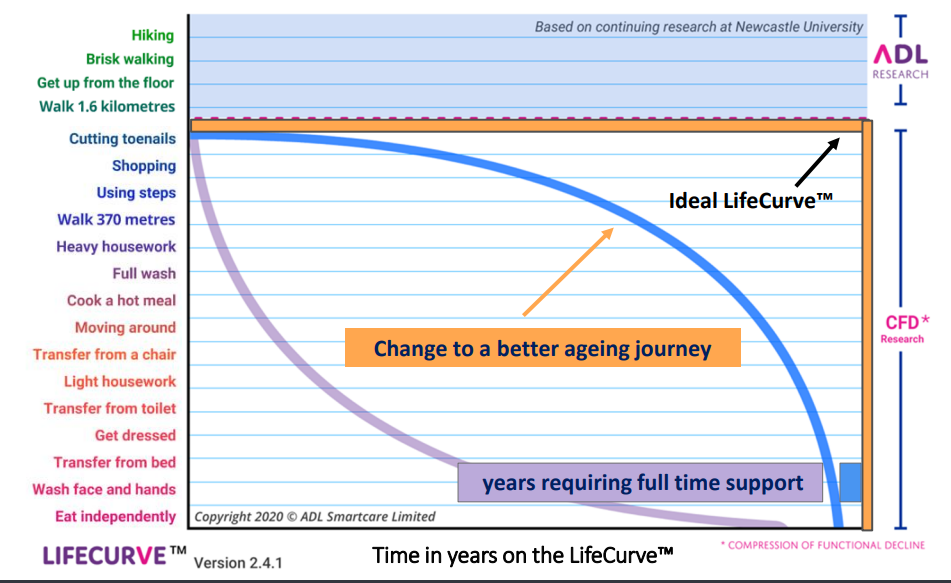 Based on continuing research at Newcastle University
ADL
RESEARCH
Hiking
Brisk walking
Get up from the floor
Walk 1.6 kilometres
Cutting toenails
Shopping
Using steps
Walk 370 metres
Heavy housework
Full wash
Cook a hot meal
Moving around
Transfer from a chair
Light housework
Transfer from toilet
Get dressed
Transfer from bed
Wash face and hands
Eat independently
Ideal LifeCurve™
Change to a better ageing journey
CFD*
Research
years requiring full time support
Copyright 2020 © ADL Smartcare Limited
* COMPRESSION OF FUNCTIONAL DECLINE
LIFECURVE™ Version 2.4.1
Time in years on the LifeCurve™